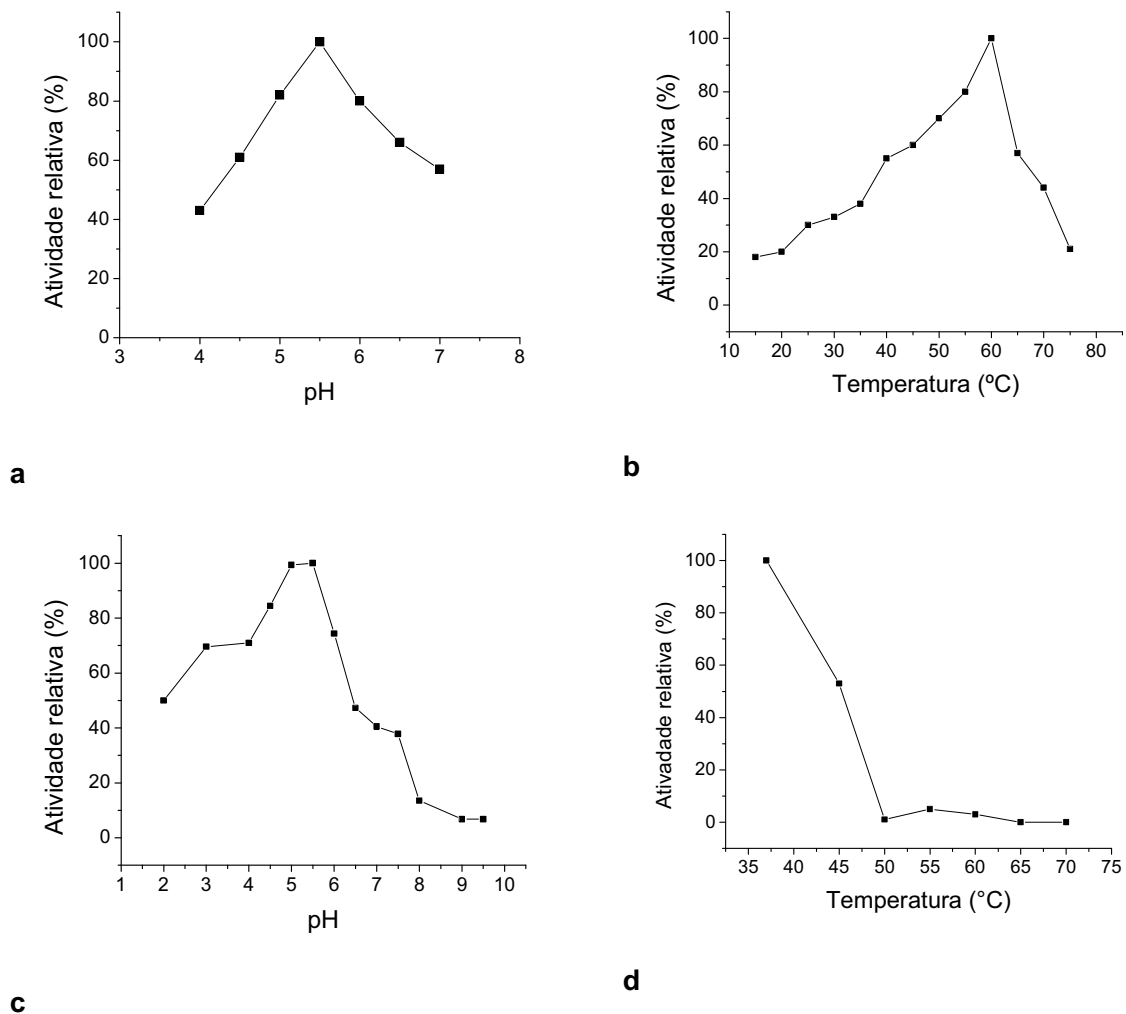 100
80
60
40
20
0
Atividade relativa (%)
3 4 5 6 7 8
pH
a
100
80
60
40
20
0
Atividade relativa (%)
10 20 30 40 50 60 70 80
Temperatura (ºC)
b
100
80
60
40
20
0
Atividade relativa (%)
1 2 3 4 5 6 7 8 9 10
pH
c
100
80
60
40
20
0
Ativadade relativa (%)
35 40 45 50 55 60 65 70 75
Temperatura (°C)
d